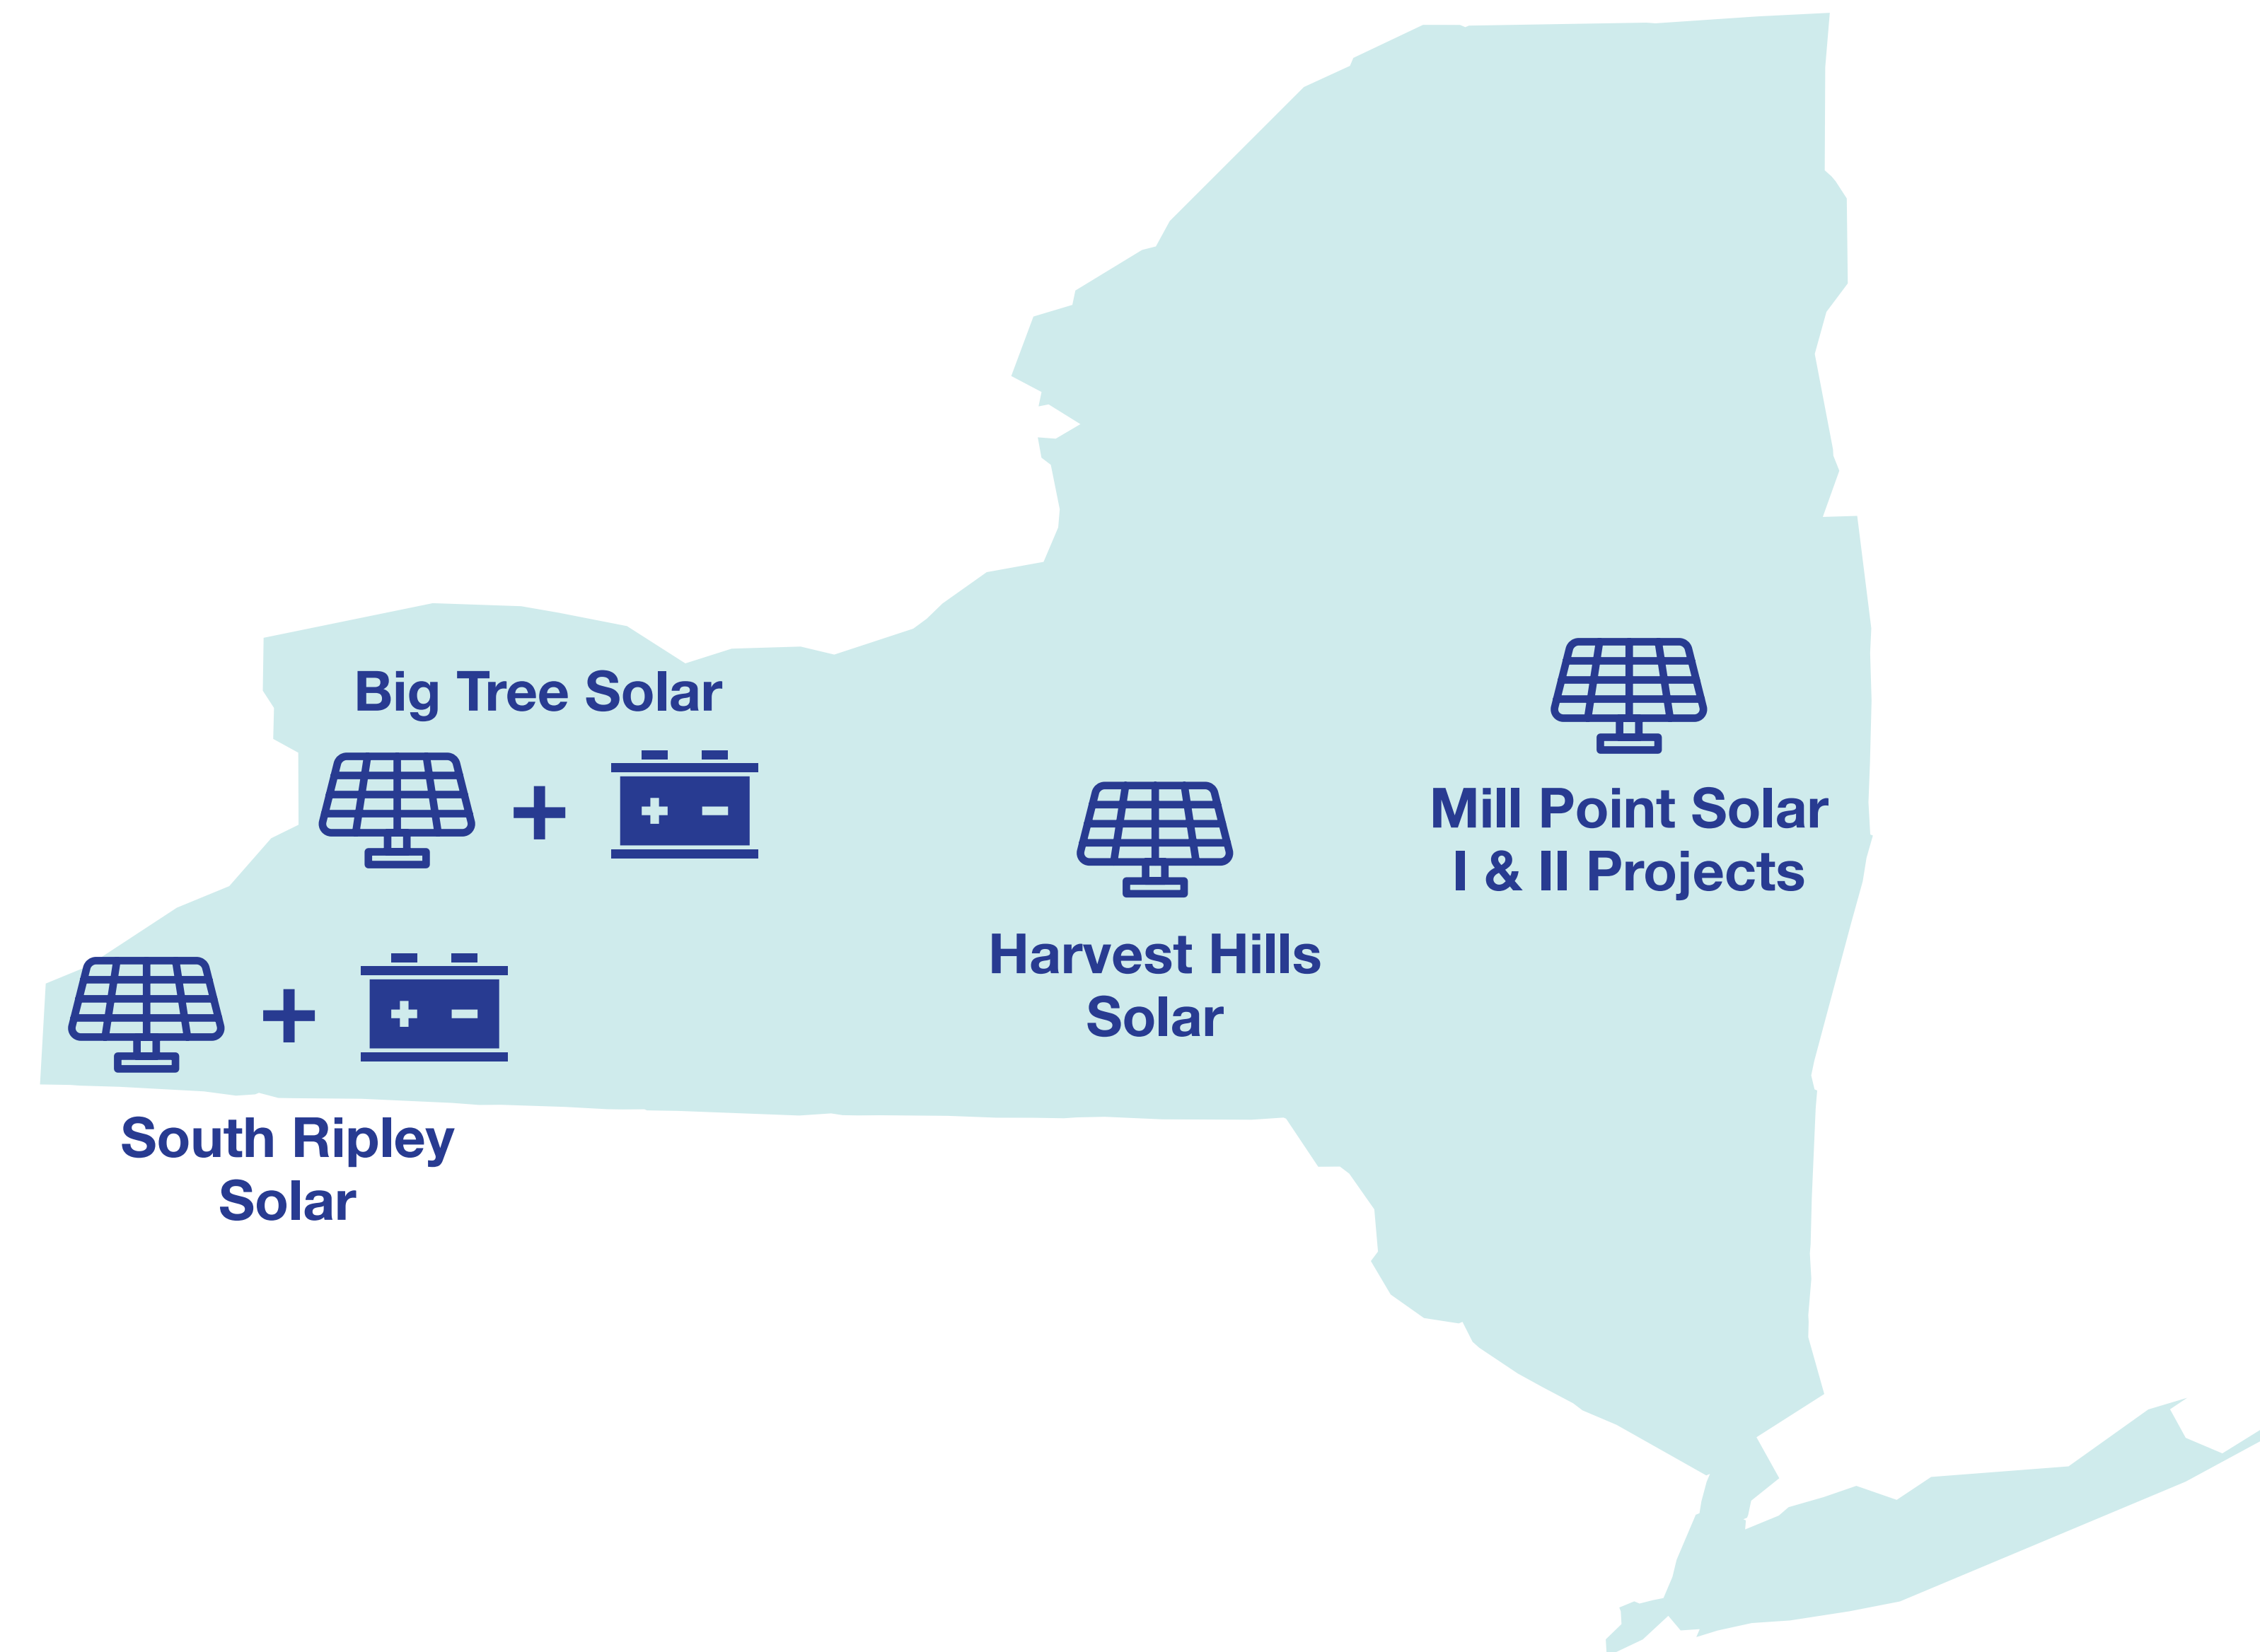 Big Tree Solar
Mill Point Solar
I & II Projects
Harvest Hills
Solar
South Ripley
Solar